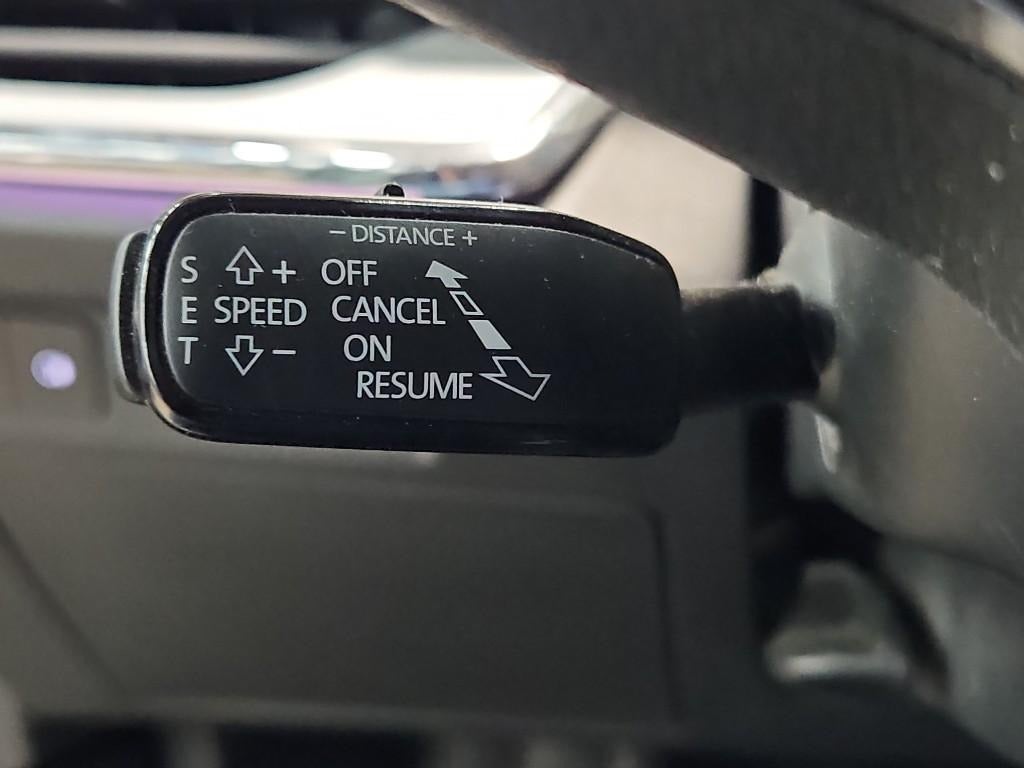 − DISTANCE +
S + OFF
E SPEED CANCEL
T − ON
RESUME